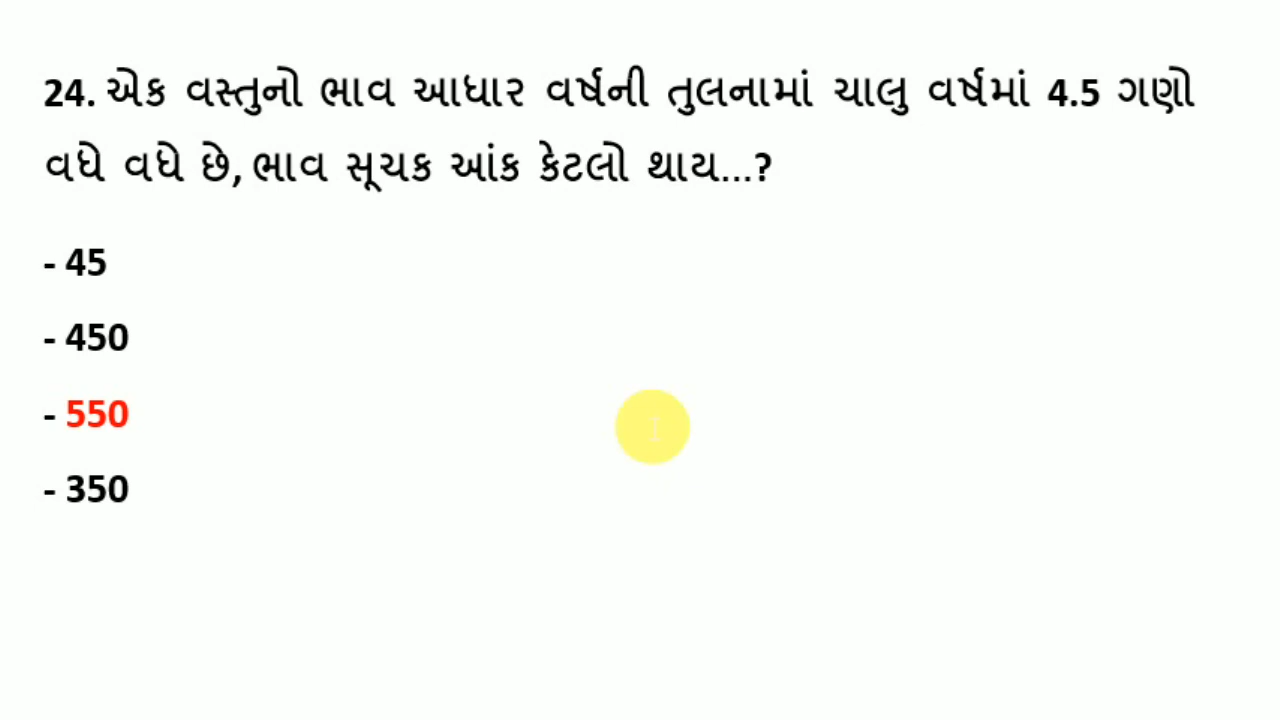 24. એક વસ્તુનો ભાવ આધાર વર્ષની તુલનામાં ચાલુ વર્ષમાં 4.5 ગણો
વધે વધે છે, ભાવ સૂચક આંક કેટલો થાય...?
- 45
- 450
- 550
- 350